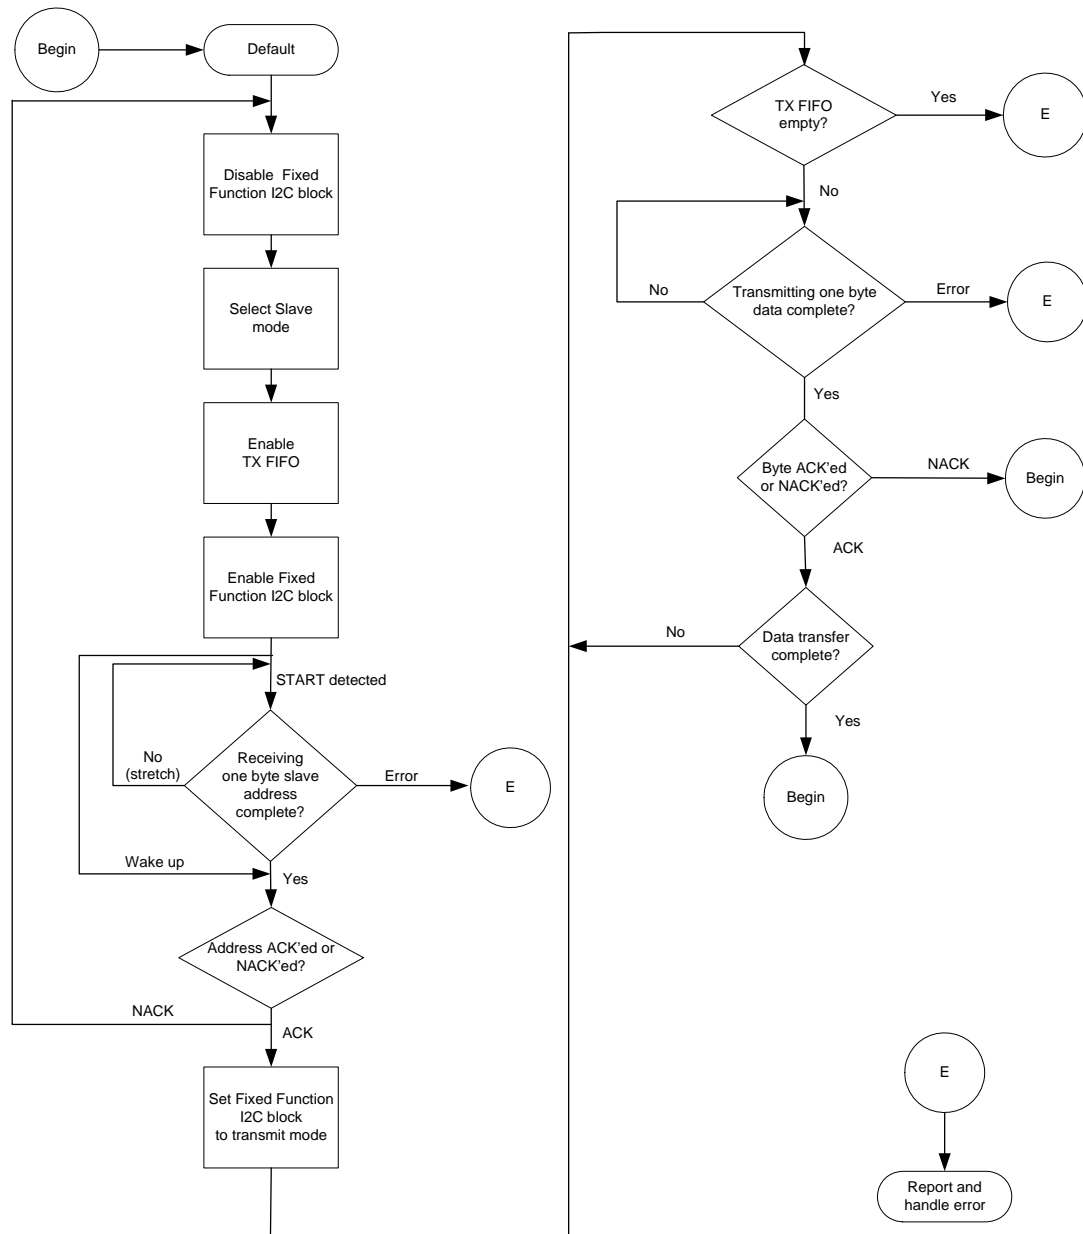 Begin
Default
Disable Fixed
Function I2C block
Select Slave
mode
Enable
TX FIFO
Enable Fixed
Function I2C block
START detected
No
(stretch)
Receiving
one byte slave
address
complete?
Error
E
Wake up
Yes
Address ACK'ed or
NACK'ed?
NACK
ACK
Set Fixed Function
I2C block
to transmit mode
TX FIFO
empty?
Yes
E
No
No
Transmitting one byte
data complete?
Error
E
Yes
Byte ACK'ed
or NACK'ed?
NACK
Begin
ACK
No
Data transfer
complete?
Yes
Begin
E
Report and
handle error